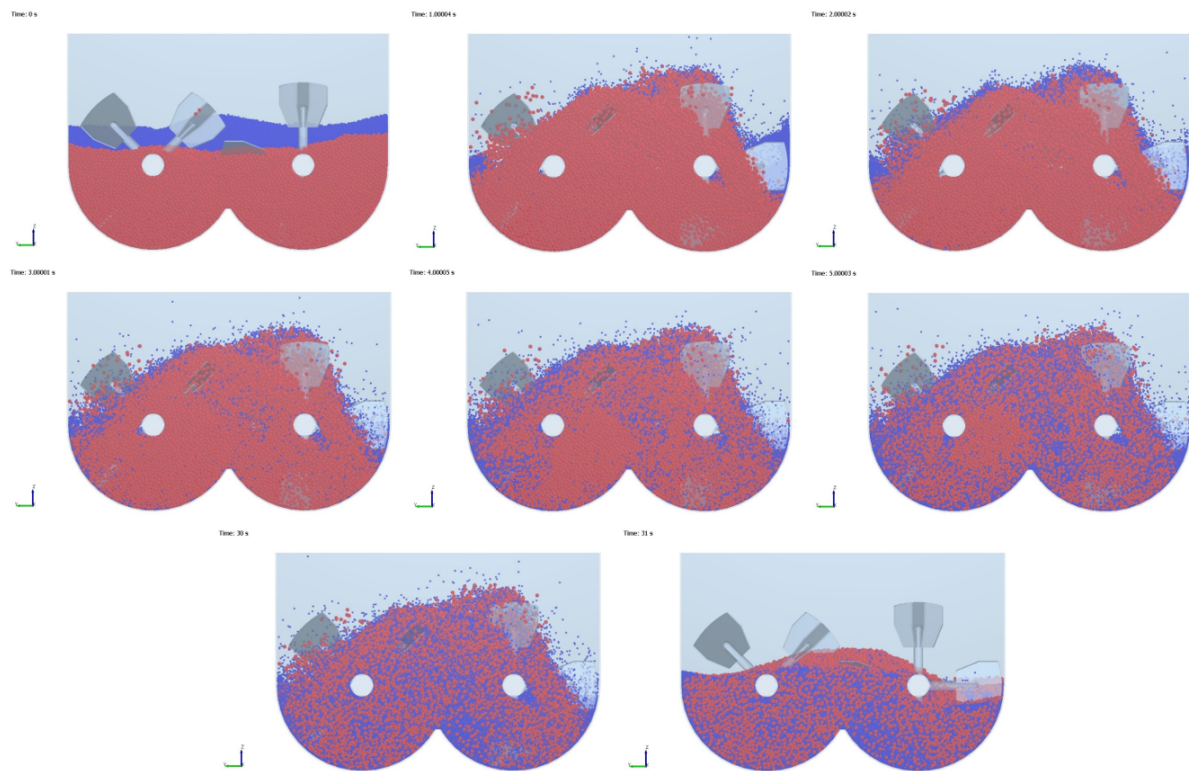 Time: 0 s
Time: 1.00004 s
Time: 2.00002 s
Time: 3.00001 s
Time: 4.00005 s
Time: 5.00003 s
Time: 30 s
Time: 31 s